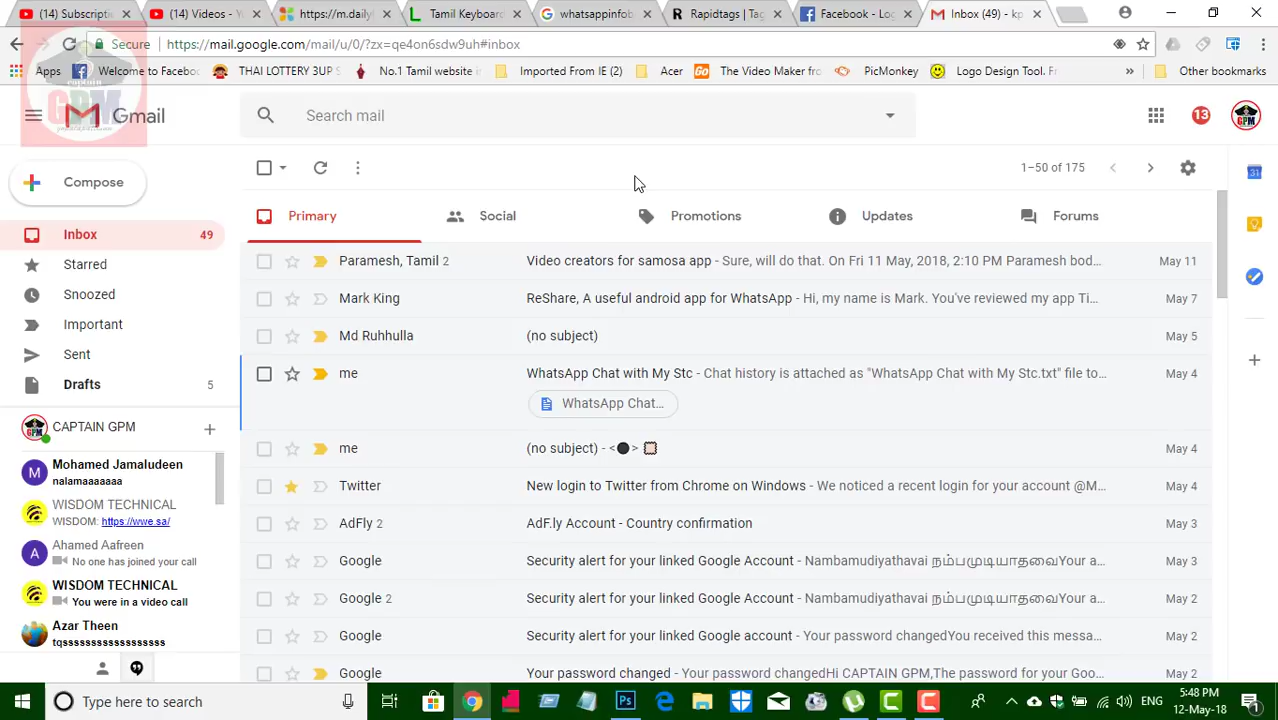 (14) Subscripti
(14) Videos - Y
https://m.daily
Tamil Keyboard
whatsappinfob
Rapidtags | Tag
Facebook - Log
Inbox (49) - kp
Secure
https://mail.google.com/mail/u/0/?zx=qe4on6sdw9uh#inbox
Apps
Welcome to Faceboo
THAI LOTTERY 3UP S
No.1 Tamil website i
Imported From IE (2)
Acer
Go
The Video Maker fro
PicMonkey
Logo Design Tool. Fr
»
Other bookmarks
GPM
Gmail
Search mail
13
GPM
Compose
1–50 of 175
31
Primary
Social
Promotions
Updates
Forums
Inbox 49
Starred
Snoozed
Important
Sent
Drafts 5
Paramesh, Tamil 2 Video creators for samosa app - Sure, will do that. On Fri 11 May, 2018, 2:10 PM Paramesh bod... May 11
Mark King ReShare, A useful android app for WhatsApp - Hi, my name is Mark. You've reviewed my app Ti... May 7
Md Ruhhulla (no subject) May 5
me WhatsApp Chat with My Stc - Chat history is attached as "WhatsApp Chat with My Stc.txt" file to... May 4
WhatsApp Chat...
me (no subject) - <⚫> May 4
Twitter New login to Twitter from Chrome on Windows - We noticed a recent login for your account @M... May 4
AdFly 2 AdF.ly Account - Country confirmation May 3
Google Security alert for your linked Google Account - Nambamudiyathavai நம்பமுடியாதவைYour a... May 3
Google 2 Security alert for your linked Google Account - Nambamudiyathavai நம்பமுடியாதவைYour a... May 2
Google Security alert for your linked Google account - Your password changedYou received this messa... May 2
Google Your password changed - Your password changedHi CAPTAIN GPM,The password for your Goo... May 2
CAPTAIN GPM
M
Mohamed Jamaludeen
nalamaaaaaa
WISDOM TECHNICAL
WISDOM: https://wwe.sa/
A
Ahamed Aafreen
No one has joined your call
WISDOM TECHNICAL
You were in a video call
Azar Theen
tqsssssssssssssssss
Type here to search
Ps
ENG
5:48 PM
12-May-18
1